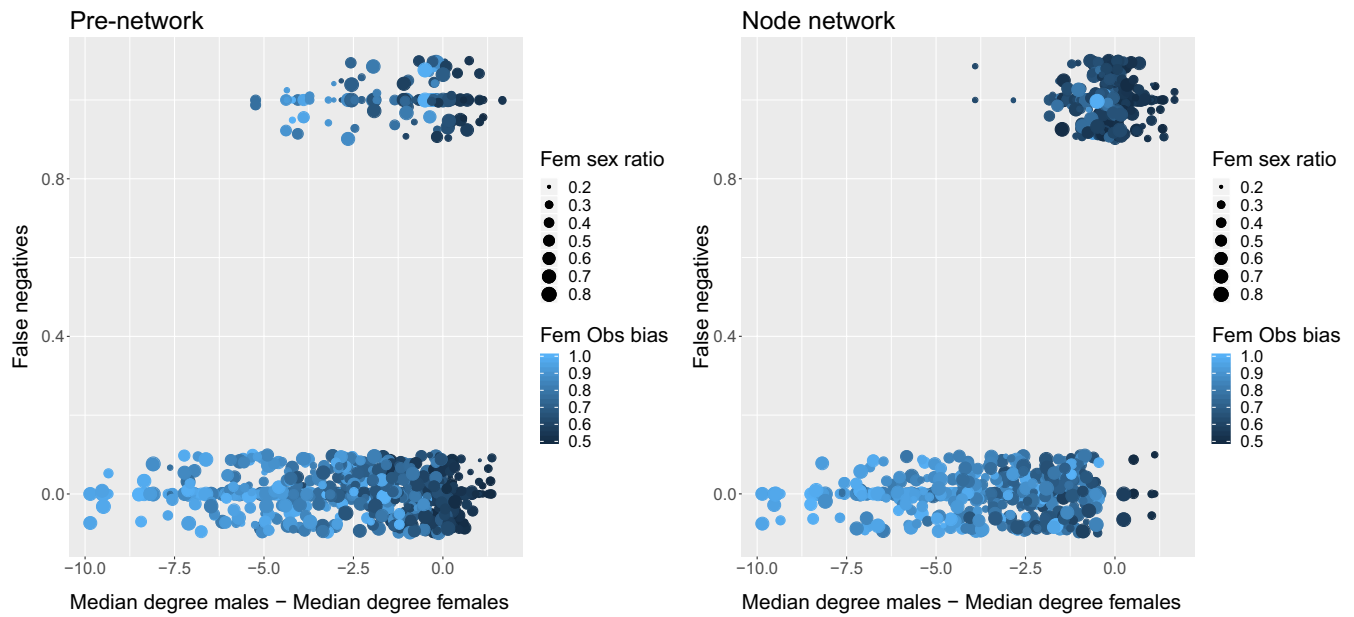 Pre-network
False negatives
0.8
0.4
0.0
−10.0 −7.5 −5.0 −2.5 0.0
Median degree males − Median degree females
Fem sex ratio
0.2
0.3
0.4
0.5
0.6
0.7
0.8
Fem Obs bias
1.0
0.9
0.8
0.7
0.6
0.5
Node network
False negatives
0.8
0.4
0.0
−10.0 −7.5 −5.0 −2.5 0.0
Median degree males − Median degree females
Fem sex ratio
0.2
0.3
0.4
0.5
0.6
0.7
0.8
Fem Obs bias
1.0
0.9
0.8
0.7
0.6
0.5